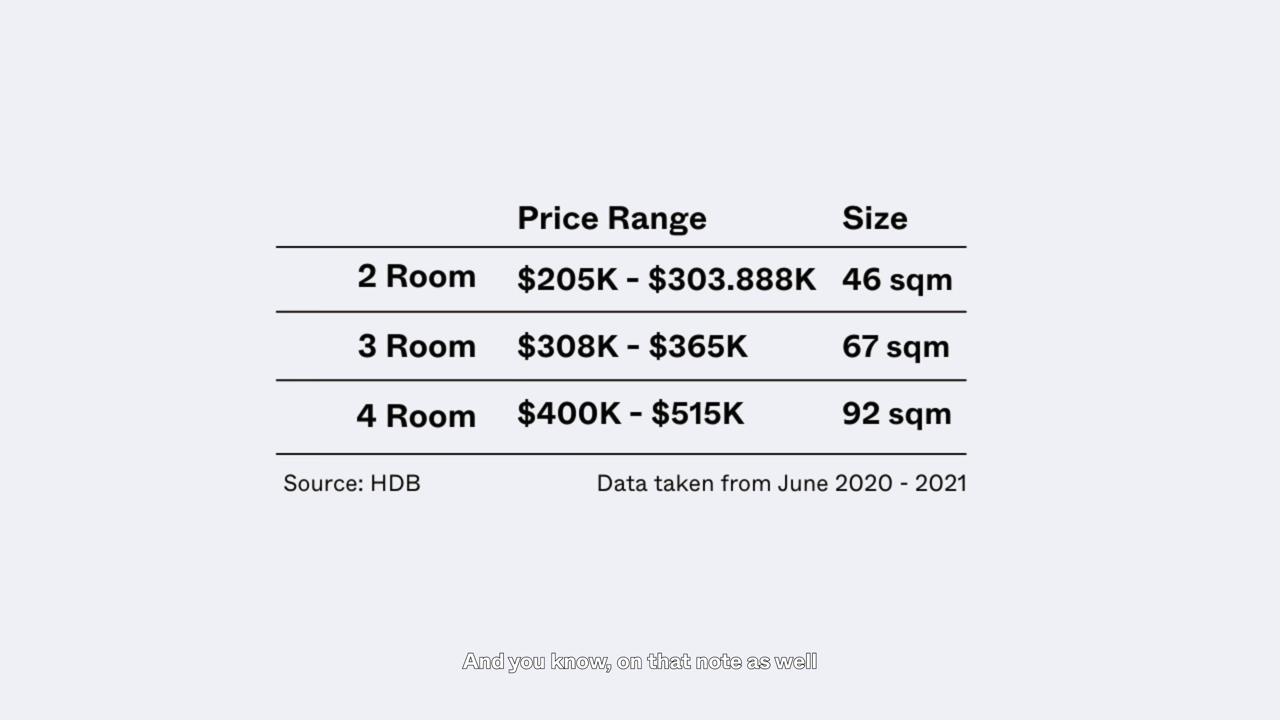 Price Range Size
2 Room $205K - $303.888K 46 sqm
3 Room $308K - $365K 67 sqm
4 Room $400K - $515K 92 sqm
Source: HDB Data taken from June 2020 - 2021
And you know, on that note as well